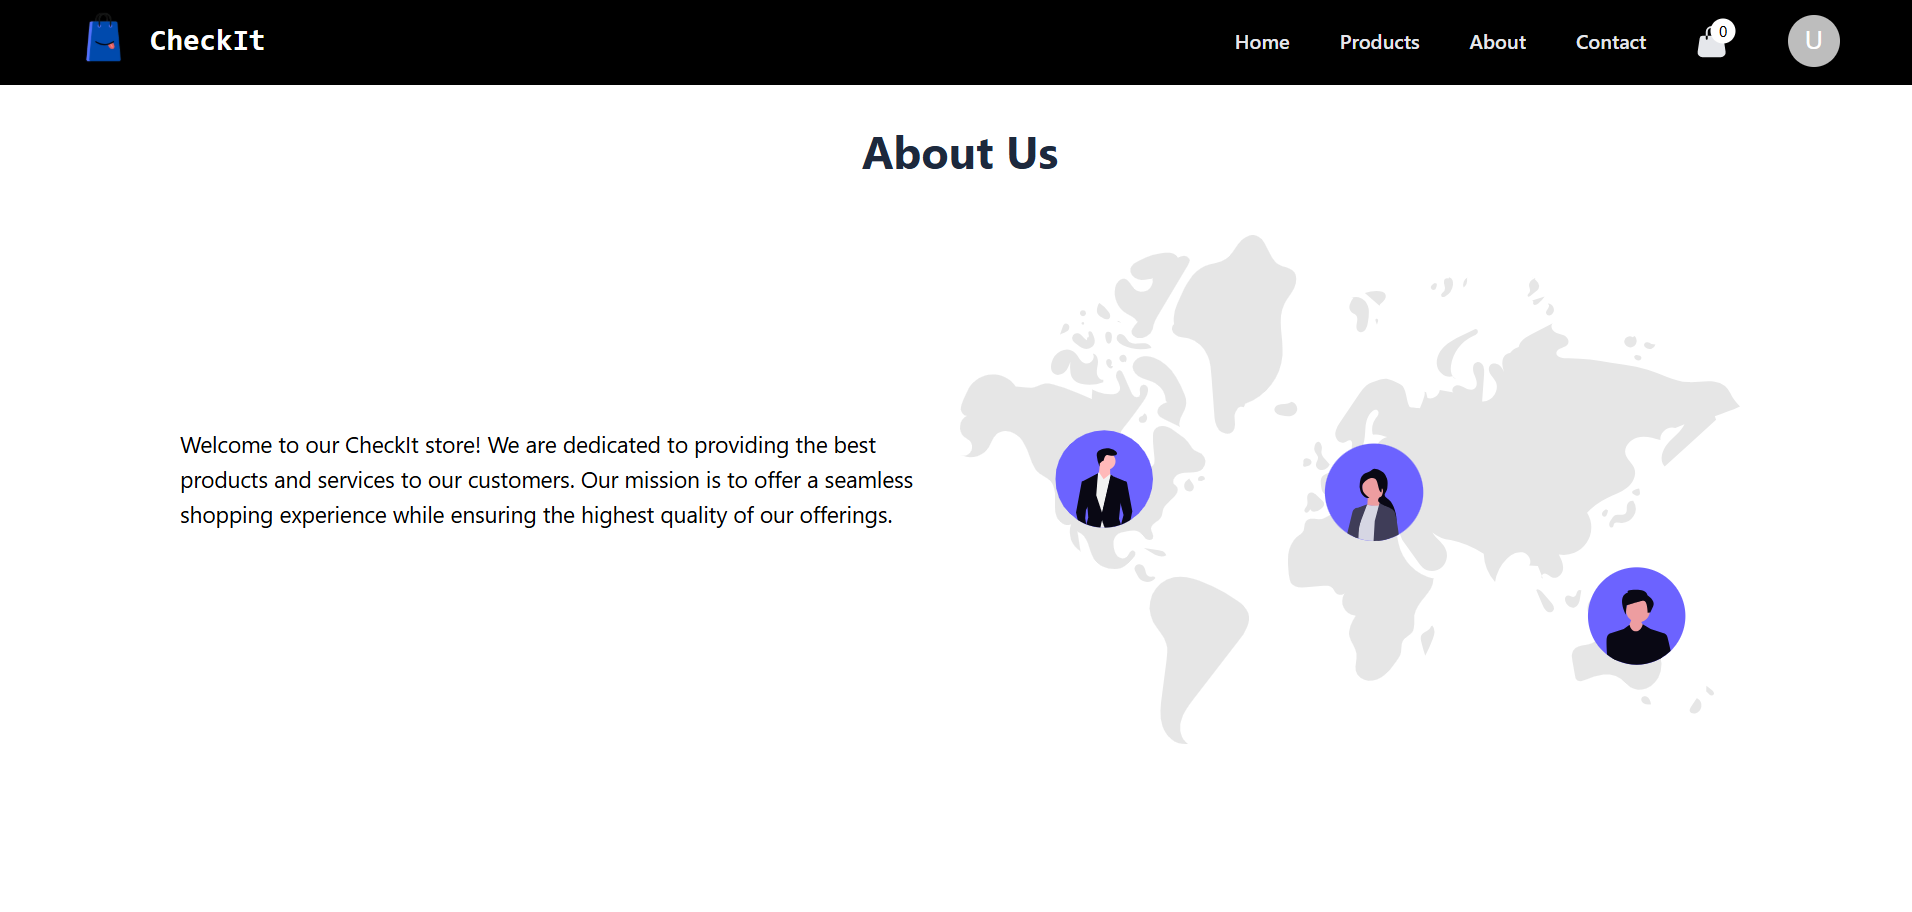 CheckIt
Home Products About Contact 0 U
About Us
Welcome to our CheckIt store! We are dedicated to providing the best
products and services to our customers. Our mission is to offer a seamless
shopping experience while ensuring the highest quality of our offerings.